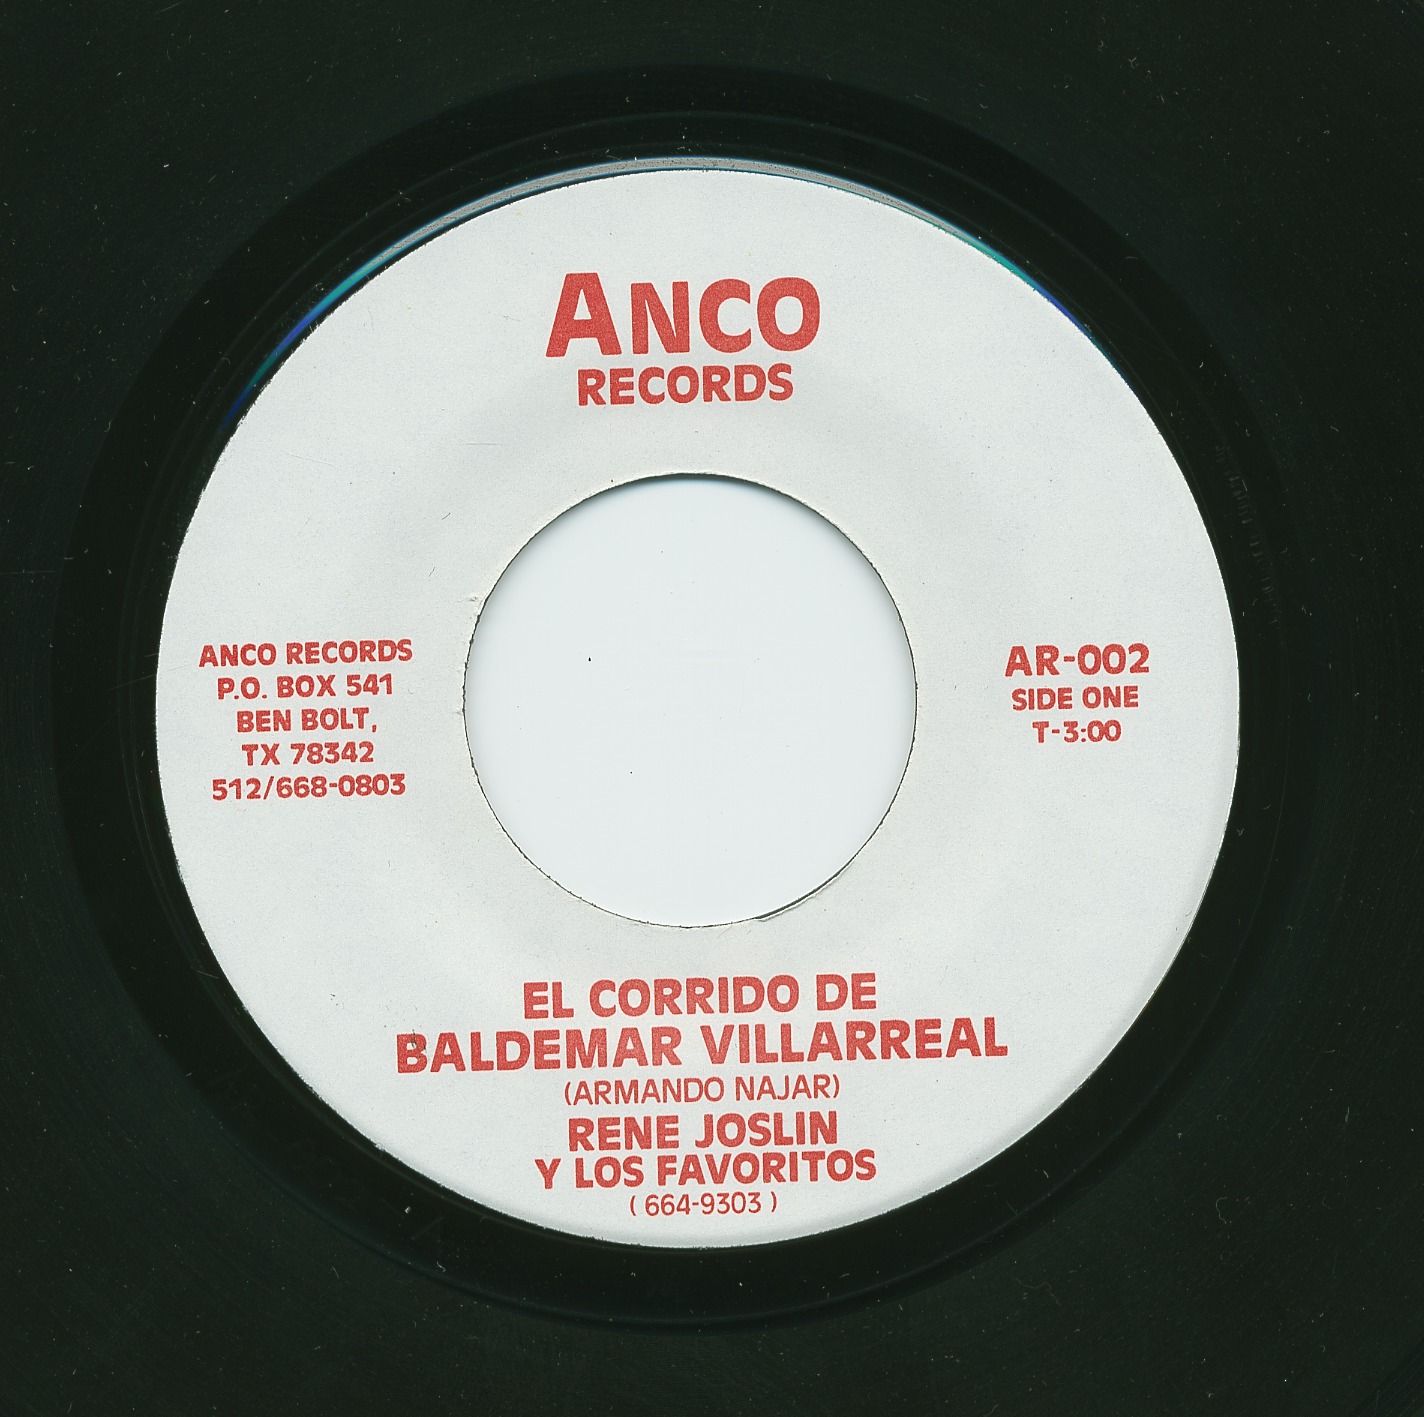 ANCO
RECORDS
ANCO RECORDS
P.O. BOX 541
BEN BOLT,
TX 78342
512/668-0803
AR-002
SIDE ONE
T-3:00
EL CORRIDO DE
BALDEMAR VILLARREAL
(ARMANDO NAJAR)
RENE JOSLIN
Y LOS FAVORITOS
( 664-9303 )